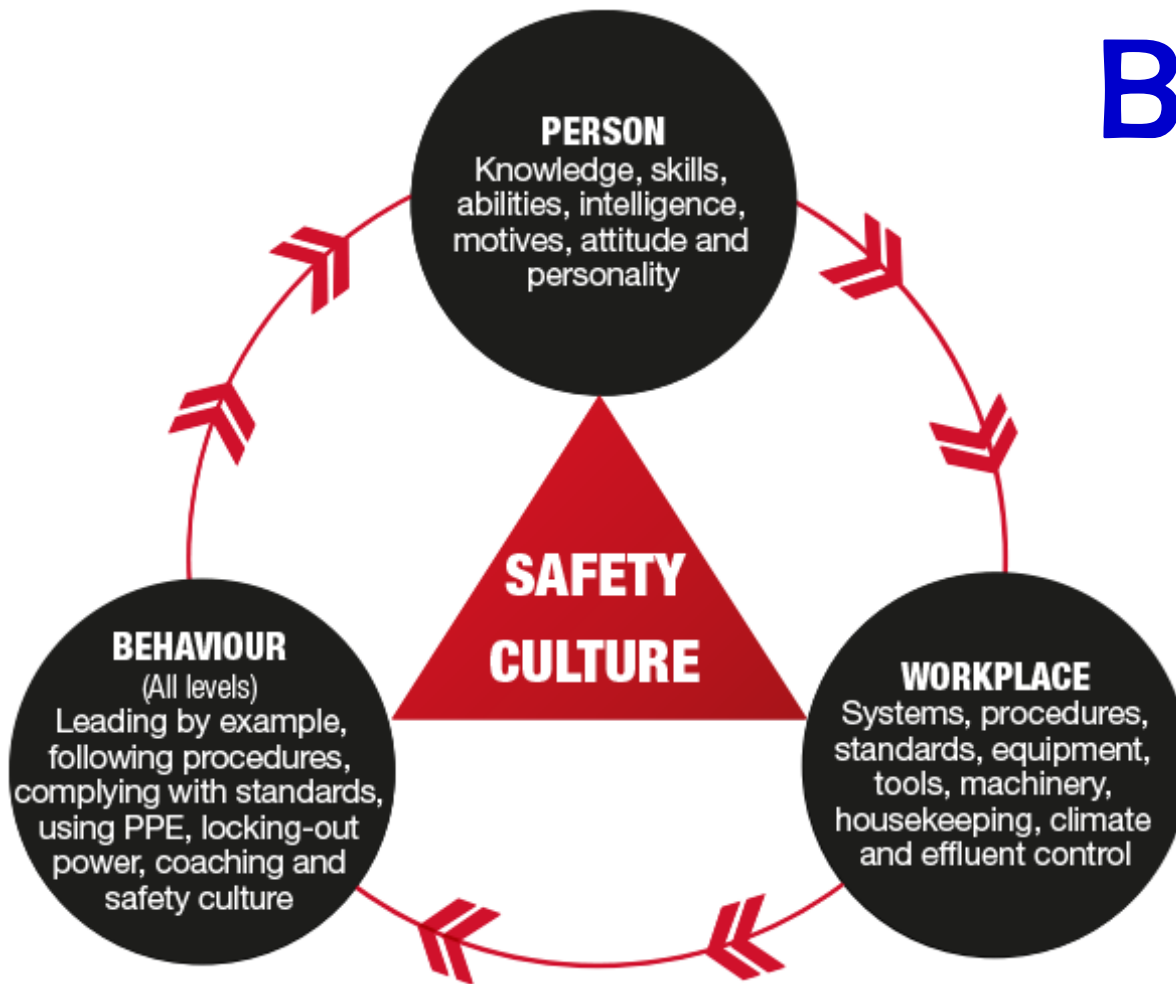 B
PERSON
Knowledge, skills,
abilities, intelligence,
motives, attitude and
personality
SAFETY
CULTURE
BEHAVIOUR
(All levels)
Leading by example,
following procedures,
complying with standards,
using PPE, locking-out
power, coaching and
safety culture
WORKPLACE
Systems, procedures,
standards, equipment,
tools, machinery,
housekeeping, climate
and effluent control